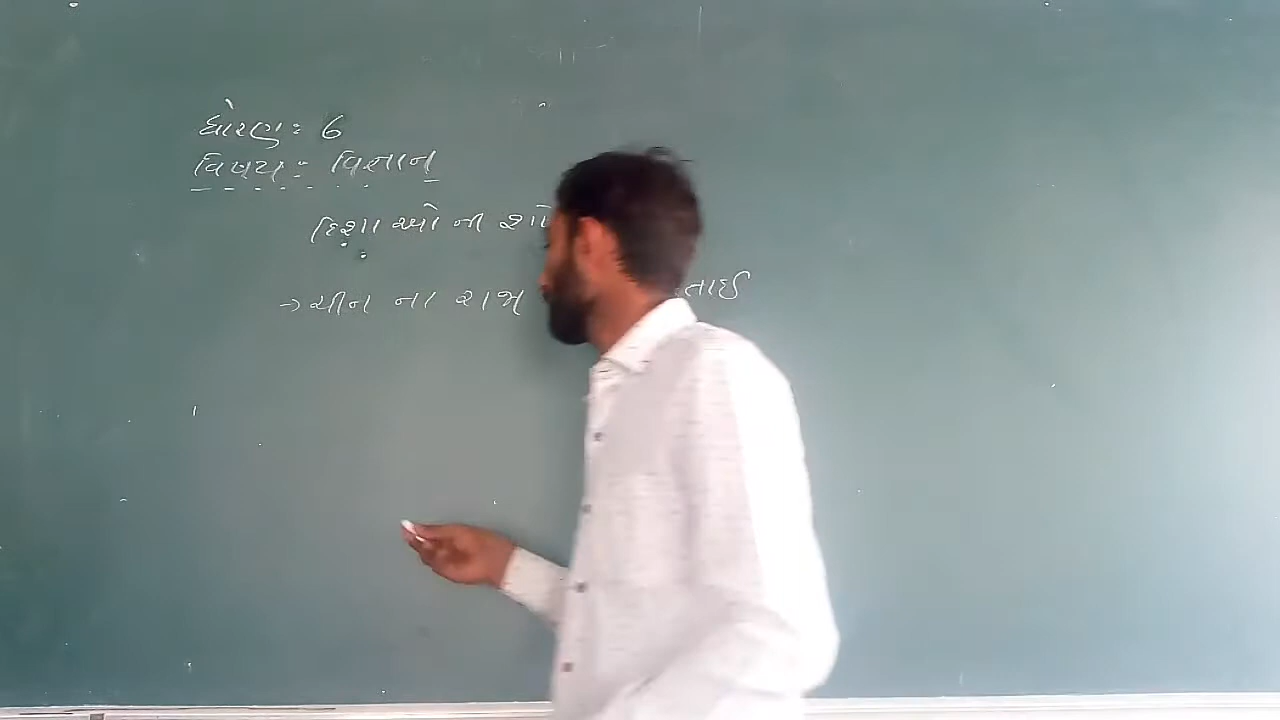 ધોરણ : 6
વિષય : વિજ્ઞાન
દિશાઓ ની
→ ચીન ના રાજા